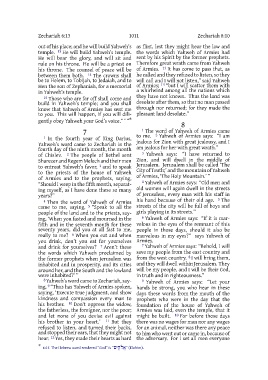 Zechariah 6:13
1011
Zechariah 8:10
out of his place; and he will build Yahweh's
temple. 13 He will build Yahweh's temple.
He will bear the glory, and will sit and
rule on his throne. He will be a priest on
his throne. The counsel of peace will be
between them both. 14 The crowns shall
be to Helem, to Tobijah, to Jedaiah, and to
Hen the son of Zephaniah, for a memorial
in Yahweh's temple.
15 Those who are far off shall come and
build in Yahweh's temple; and you shall
know that Yahweh of Armies has sent me
to you. This will happen, if you will dili-
gently obey Yahweh your God's voice."'"
7
1 In the fourth year of King Darius,
Yahweh's word came to Zechariah in the
fourth day of the ninth month, the month
of Chislev. 2 The people of Bethel sent
Sharezer and Regem Melech and their men
to entreat Yahweh's favor, 3 and to speak
to the priests of the house of Yahweh
of Armies and to the prophets, saying,
"Should I weep in the fifth month, separat-
ing myself, as I have done these so many
years?"
4 Then the word of Yahweh of Armies
came to me, saying, 5 "Speak to all the
people of the land and to the priests, say-
ing, 'When you fasted and mourned in the
fifth and in the seventh month for these
seventy years, did you at all fast to me,
really to me? 6 When you eat and when
you drink, don't you eat for yourselves
and drink for yourselves? 7 Aren't these
the words which Yahweh proclaimed by
the former prophets when Jerusalem was
inhabited and in prosperity, and its cities
around her, and the South and the lowland
were inhabited?'"
8 Yahweh's word came to Zechariah, say-
ing, 9 "Thus has Yahweh of Armies spoken,
saying, 'Execute true judgment, and show
kindness and compassion every man to
his brother. 10 Don't oppress the widow,
the fatherless, the foreigner, nor the poor;
and let none of you devise evil against
his brother in your heart.' 11 But they
refused to listen, and turned their backs,
and stopped their ears, that they might not
hear. 12 Yes, they made their hearts as hard
as flint, lest they might hear the law and
the words which Yahweh of Armies had
sent by his Spirit by the former prophets.
Therefore great wrath came from Yahweh
of Armies. 13 It has come to pass that, as
he called and they refused to listen, so they
will call and I will not listen," said Yahweh
of Armies; 14 "but I will scatter them with
a whirlwind among all the nations which
they have not known. Thus the land was
desolate after them, so that no man passed
through nor returned; for they made the
pleasant land desolate."
8
1 The word of Yahweh of Armies came
to me. 2 Yahweh of Armies says: "I am
jealous for Zion with great jealousy, and I
am jealous for her with great wrath."
3 Yahweh says: "I have returned to
Zion, and will dwell in the middle of
Jerusalem. Jerusalem shall be called 'The
City of Truth;' and the mountain of Yahweh
of Armies, 'The Holy Mountain.'"
4 Yahweh of Armies says: "Old men and
old women will again dwell in the streets
of Jerusalem, every man with his staff in
his hand because of their old age. 5 The
streets of the city will be full of boys and
girls playing in its streets."
6 Yahweh of Armies says: "If it is mar-
velous in the eyes of the remnant of this
people in those days, should it also be
marvelous in my eyes?" says Yahweh of
Armies.
7 Yahweh of Armies says: "Behold, I will
save my people from the east country and
from the west country. 8 I will bring them,
and they will dwell within Jerusalem. They
will be my people, and I will be their God,
in truth and in righteousness."
9 Yahweh of Armies says: "Let your
hands be strong, you who hear in these
days these words from the mouth of the
prophets who were in the day that the
foundation of the house of Yahweh of
Armies was laid, even the temple, that it
might be built. 10 For before those days
there was no wages for man nor any wages
for an animal, neither was there any peace
to him who went out or came in, because of
the adversary. For I set all men everyone